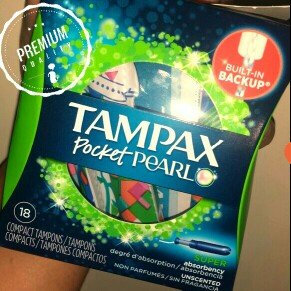 PREMIUM
QUALITY
BUILT-IN
BACKUP
TAMPAX
Pocket PEARL
18
COMPACT TAMPONS / TAMPONS
COMPACTS / TAMPONES COMPACTOS
SUPER
absorbency
degré d'absorption / absorbencia
UNSCENTED
NON PARFUMÉS / SIN FRAGANCIA